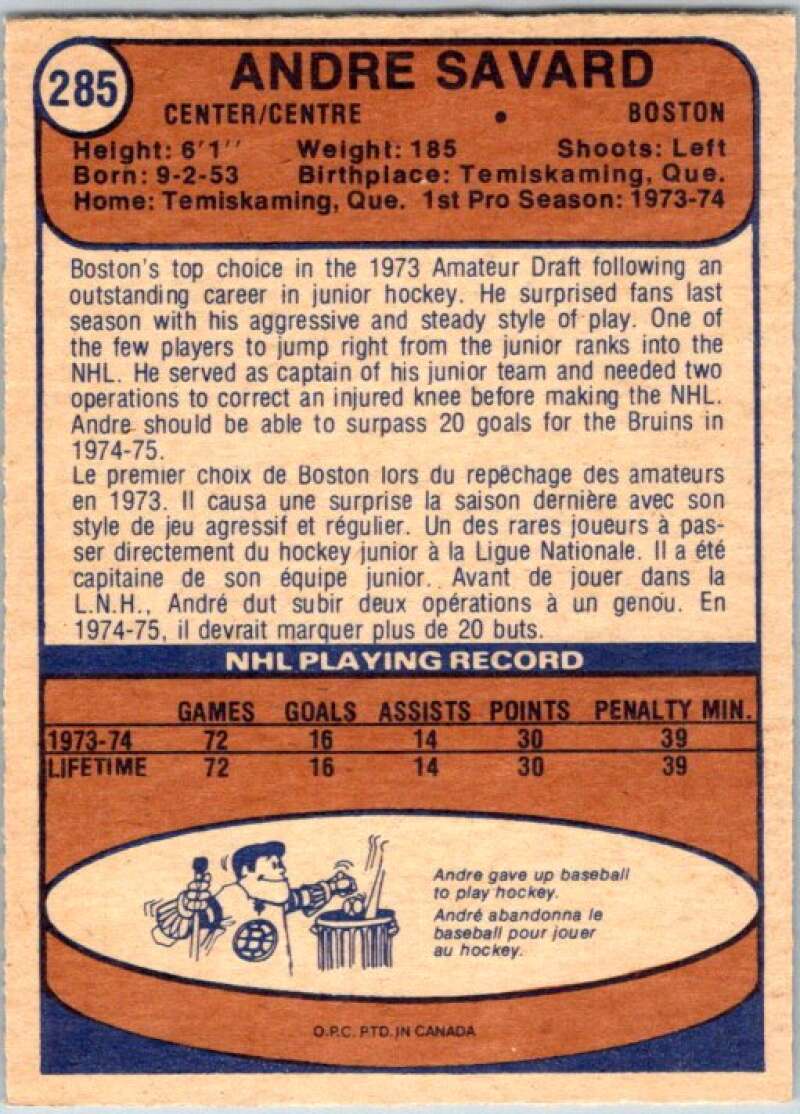 285
ANDRE SAVARD
CENTER/CENTRE • BOSTON
Height: 6'1'' Weight: 185 Shoots: Left
Born: 9-2-53 Birthplace: Temiskaming, Que.
Home: Temiskaming, Que. 1st Pro Season: 1973-74
Boston's top choice in the 1973 Amateur Draft following an
outstanding career in junior hockey. He surprised fans last
season with his aggressive and steady style of play. One of
the few players to jump right from the junior ranks into the
NHL. He served as captain of his junior team and needed two
operations to correct an injured knee before making the NHL.
Andre should be able to surpass 20 goals for the Bruins in
1974-75.
Le premier choix de Boston lors du repêchage des amateurs
en 1973. Il causa une surprise la saison dernière avec son
style de jeu agressif et régulier. Un des rares joueurs à pas-
ser directement du hockey junior à la Ligue Nationale. Il a été
capitaine de son équipe junior. Avant de jouer dans la
L.N.H., André dut subir deux opérations à un genou. En
1974-75, il devrait marquer plus de 20 buts.
NHL PLAYING RECORD
GAMES GOALS ASSISTS POINTS PENALTY MIN.
1973-74 72 16 14 30 39
LIFETIME 72 16 14 30 39
Andre gave up baseball
to play hockey.
André abandonna le
baseball pour jouer
au hockey.
O.P.C. PTD. IN CANADA